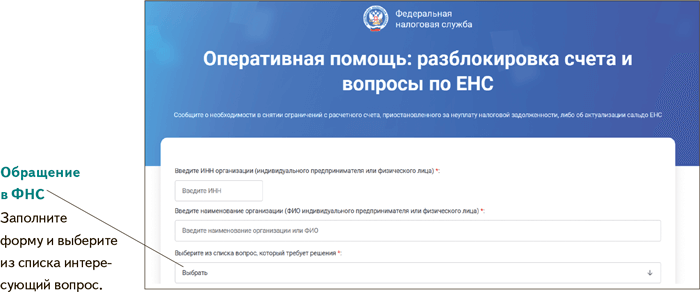 Федеральная
налоговая служба
Оперативная помощь: разблокировка счета и
вопросы по ЕНС
Сообщите о необходимости в снятии ограничений с расчетного счета, приостановленного за неуплату налоговой задолженности, либо об актуализации сальдо ЕНС
Введите ИНН организации (индивидуального предпринимателя или физического лица) *:
Введите ИНН
Введите наименование организации (ФИО индивидуального предпринимателя или физического лица) *:
Введите наименование организации или ФИО
Выберите из списка вопрос, который требует решения *:
Выбрать
Обращение
в ФНС
Заполните
форму и выберите
из списка интере-
сующий вопрос.